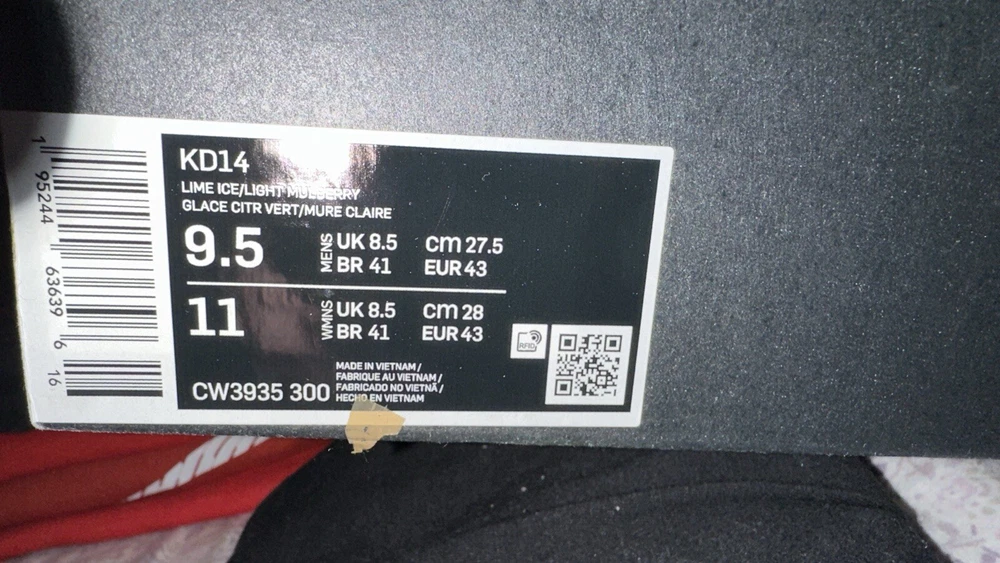 KD14
LIME ICE/LIGHT MULBERRY
GLACE CITR VERT/MURE CLAIRE
9.5 MENS UK 8.5 CM 27.5
BR 41 EUR 43
11 WMNS UK 8.5 CM 28
BR 41 EUR 43
RFID
CW3935 300
MADE IN VIETNAM /
FABRIQUE AU VIETNAM /
FABRICADO NO VIETNÃ /
HECHO EN VIETNAM
1 95244 63639 6 16